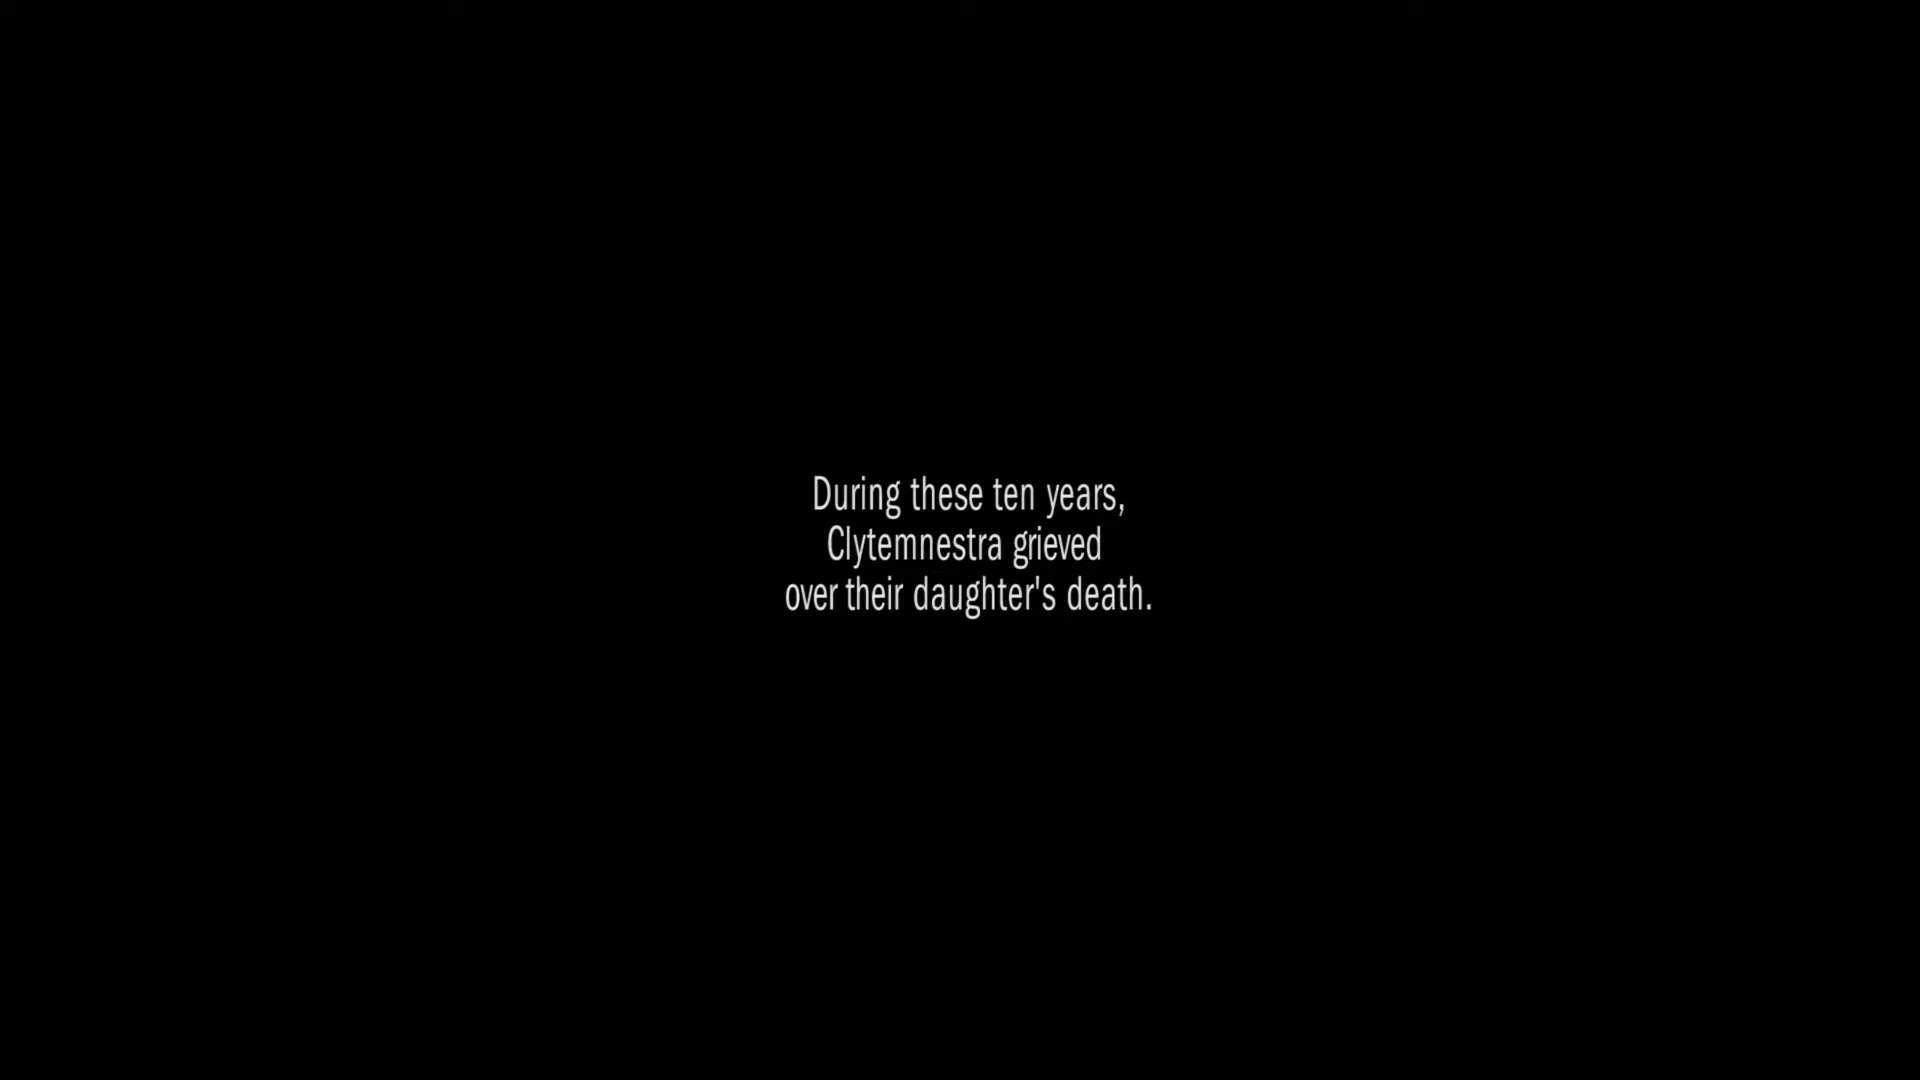 During these ten years,
Clytemnestra grieved
over their daughter's death.